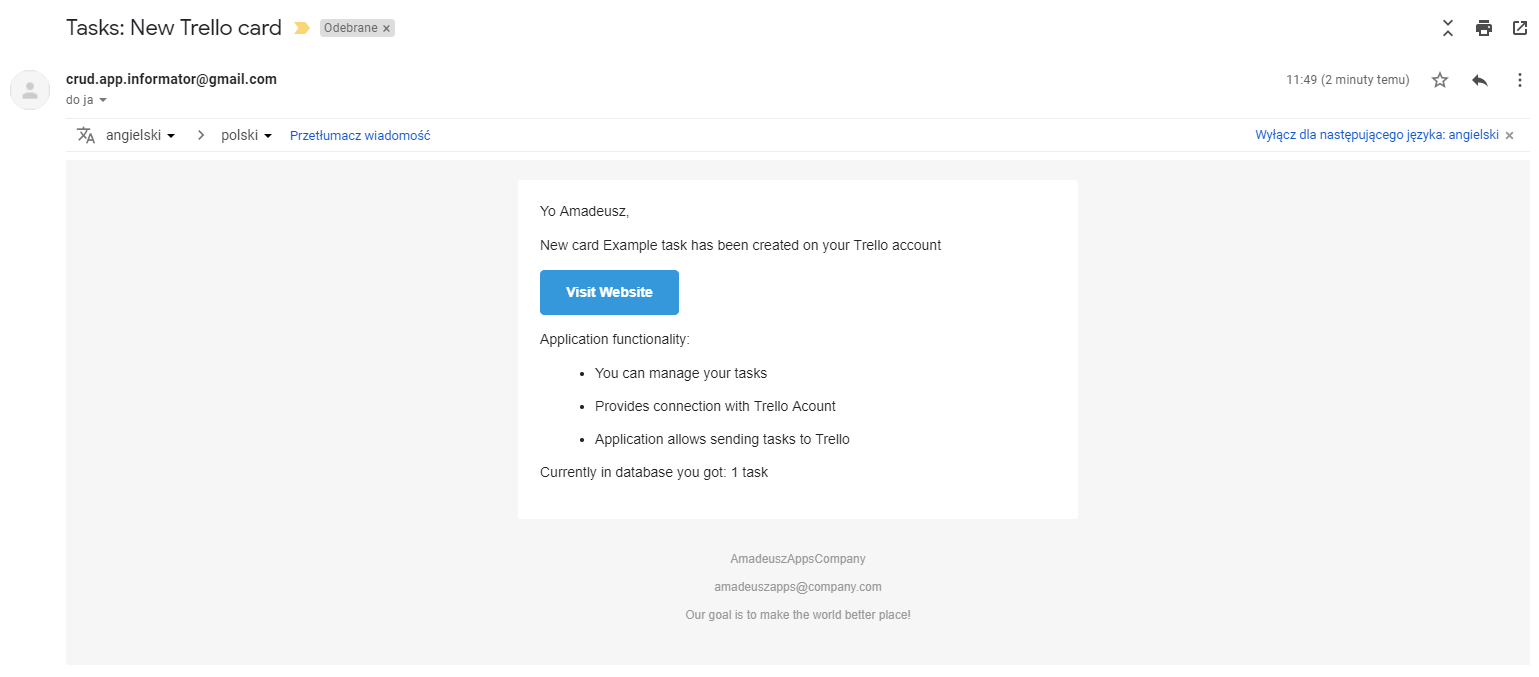 Tasks: New Trello card Odebrane ×
crud.app.informator@gmail.com 11:49 (2 minuty temu)
do ja
angielski > polski Przetłumacz wiadomość Wyłącz dla następującego języka: angielski ×
Yo Amadeusz,
New card Example task has been created on your Trello account
Visit Website
Application functionality:
• You can manage your tasks
• Provides connection with Trello Acount
• Application allows sending tasks to Trello
Currently in database you got: 1 task
AmadeuszAppsCompany
amadeuszapps@company.com
Our goal is to make the world better place!